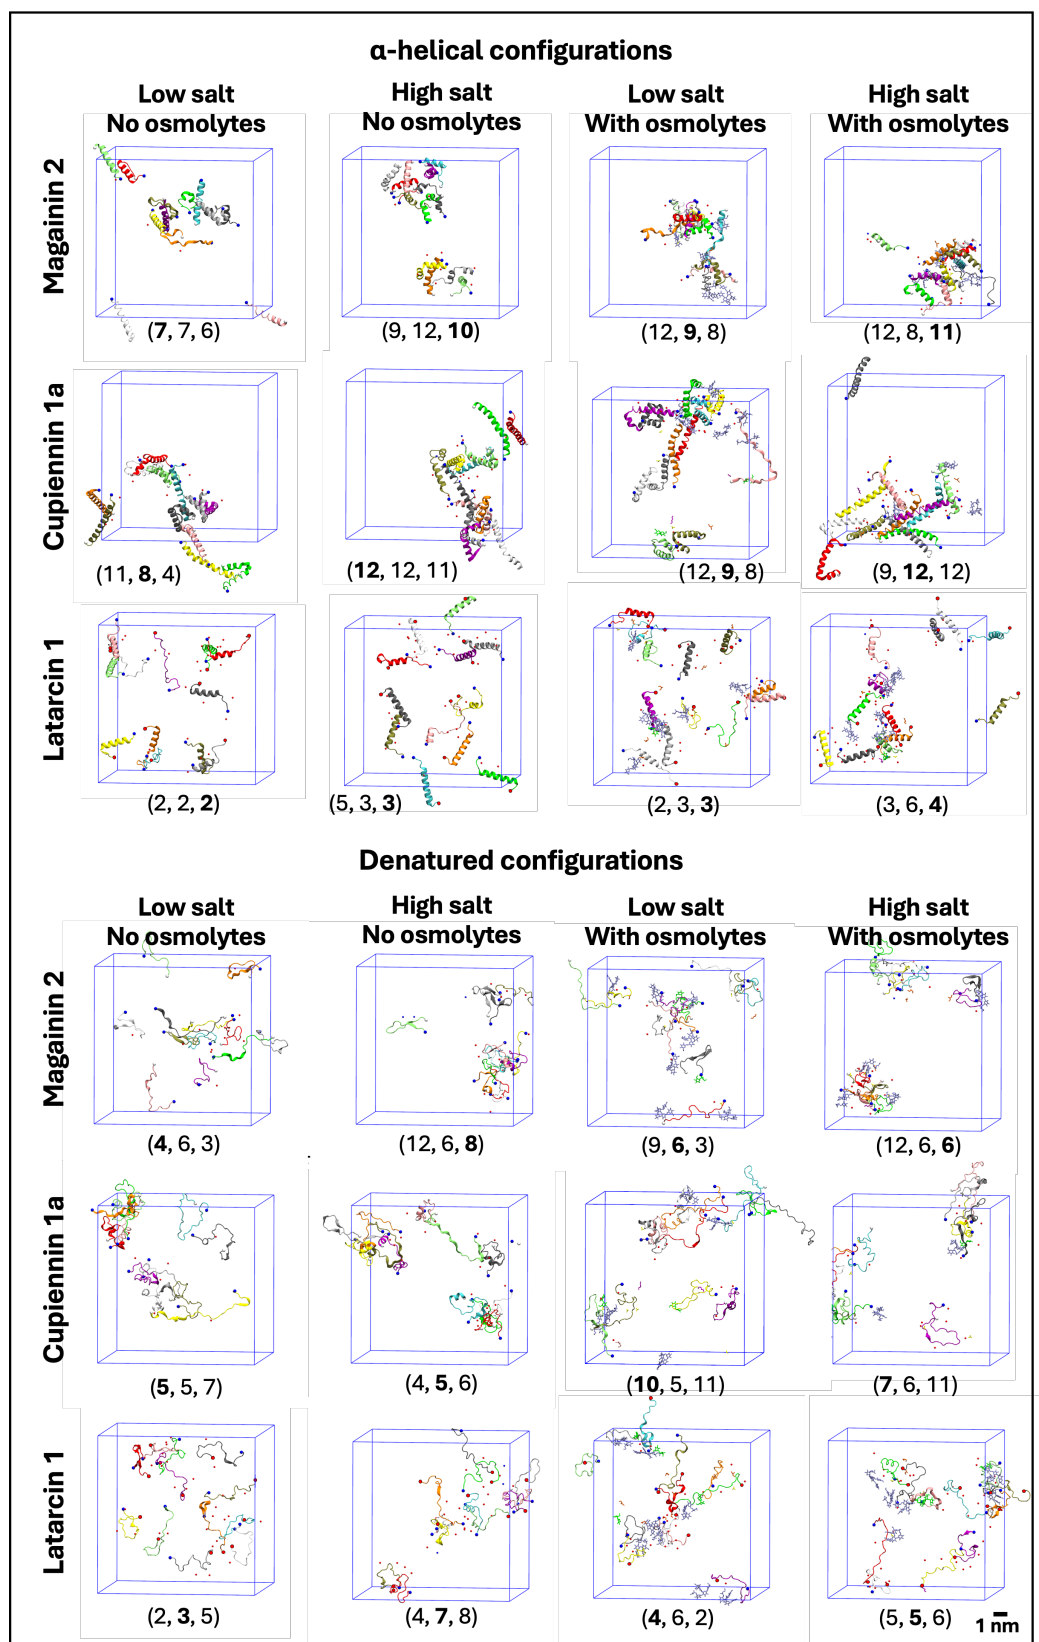 α-helical configurations
Low salt
No osmolytes
High salt
No osmolytes
Low salt
With osmolytes
High salt
With osmolytes
Magainin 2
(7, 7, 6)
(9, 12, 10)
(12, 9, 8)
(12, 8, 11)
Cupiennin 1a
(11, 8, 4)
(12, 12, 11)
(12, 9, 8)
(9, 12, 12)
Latarcin 1
(2, 2, 2)
(5, 3, 3)
(2, 3, 3)
(3, 6, 4)
Denatured configurations
Low salt
No osmolytes
High salt
No osmolytes
Low salt
With osmolytes
High salt
With osmolytes
Magainin 2
(4, 6, 3)
(12, 6, 8)
(9, 6, 3)
(12, 6, 6)
Cupiennin 1a
(5, 5, 7)
(4, 5, 6)
(10, 5, 11)
(7, 6, 11)
Latarcin 1
(2, 3, 5)
(4, 7, 8)
(4, 6, 2)
(5, 5, 6)
1 nm